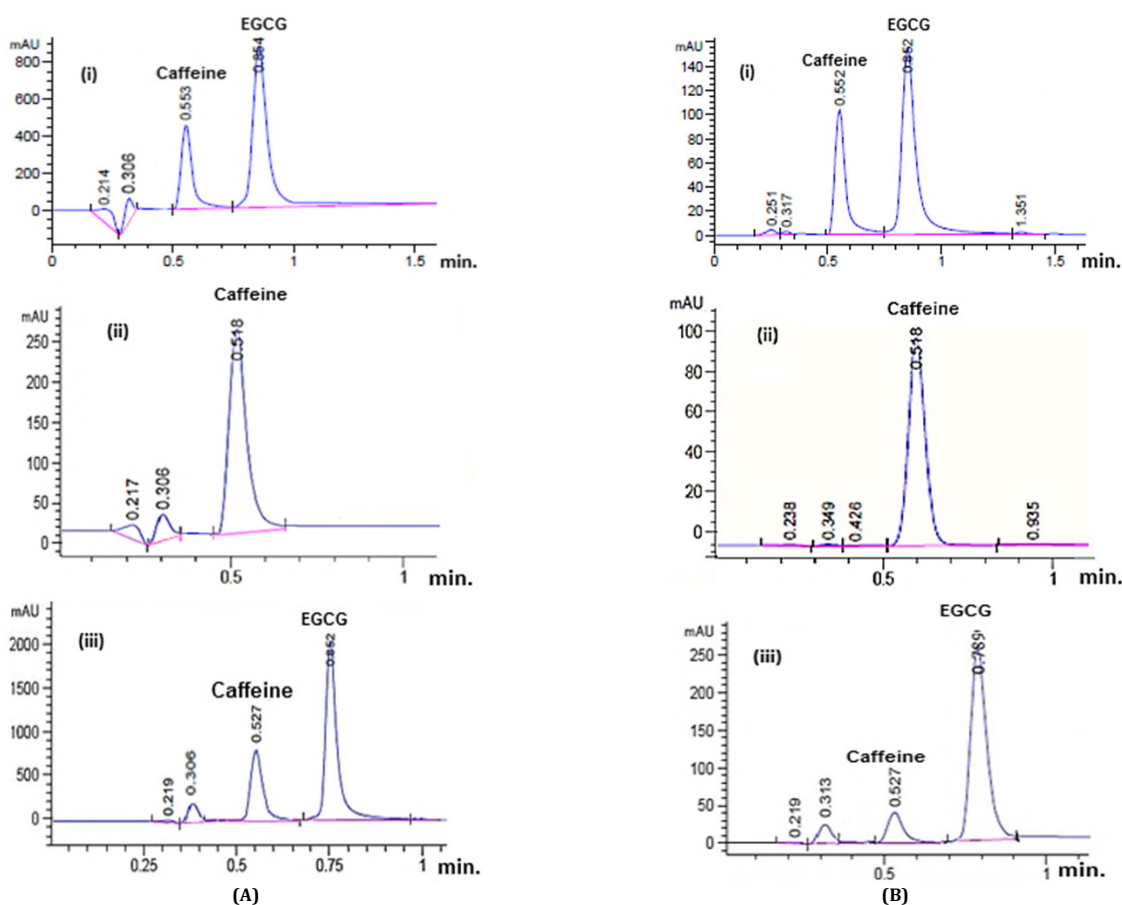 EGCG
mAU
(i)
Caffeine
0.214
0.306
0.553
0.854
800
600
400
200
0
0
0.5
1
1.5
min.
EGCG
mAU
(i)
Caffeine
0.251
0.317
0.552
0.852
1.351
140
120
100
80
60
40
20
0
0.5
1
1.5
min.
Caffeine
mAU
(ii)
0.217
0.306
0.518
250
200
150
100
50
0
0.5
1
min.
Caffeine
mAU
(ii)
0.238
0.349
0.426
0.518
0.935
100
80
60
40
20
0
0.5
1
min.
EGCG
mAU
(iii)
Caffeine
0.219
0.306
0.527
0.852
2000
1500
1000
500
0
0.25
0.5
0.75
1
min.
EGCG
mAU
(iii)
Caffeine
0.219
0.313
0.527
0.789
250
200
150
100
50
0
0.5
1
min.
(A)
(B)